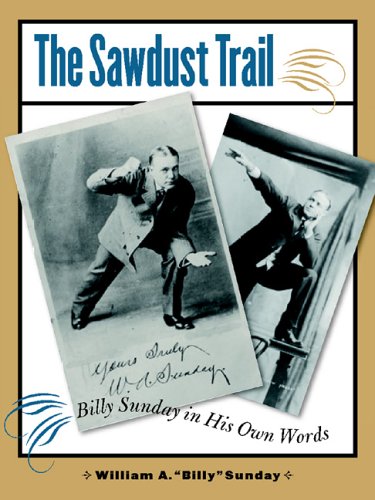 The Sawdust Trail
Yours Truly
W. A. Sunday.
Billy Sunday in His Own Words
William A. "Billy" Sunday